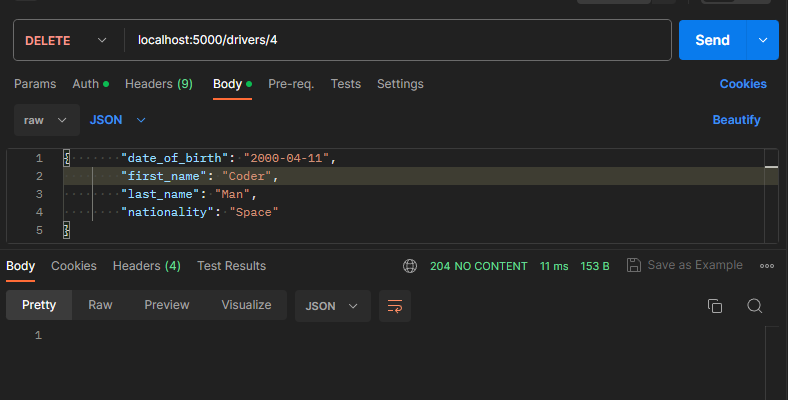 DELETE localhost:5000/drivers/4 Send
Params Auth Headers (9) Body Pre-req. Tests Settings Cookies
raw JSON Beautify
1 { "date_of_birth": "2000-04-11",
2 "first_name": "Coder",
3 "last_name": "Man",
4 "nationality": "Space"
5 }
Body Cookies Headers (4) Test Results 204 NO CONTENT 11 ms 153 B Save as Example
Pretty Raw Preview Visualize JSON
1